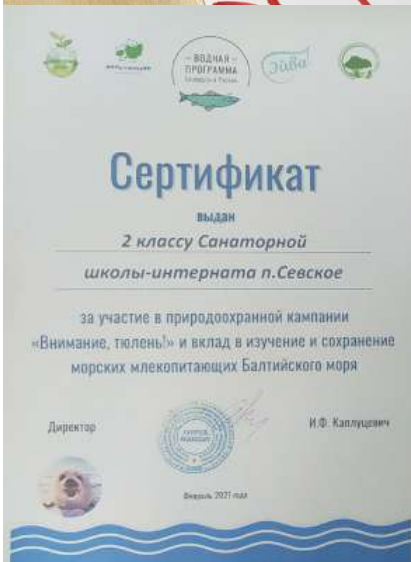 ВОДНАЯ
ПРОГРАММА
Эйва
Сертификат
выдан
2 классу Санаторной
школы-интерната п.Севское
за участие в природоохранной кампании
«Внимание, тюлень!» и вклад в изучение и сохранение
морских млекопитающих Балтийского моря
Директор
И.Ф. Каплуцевич
Февраль 2021 года